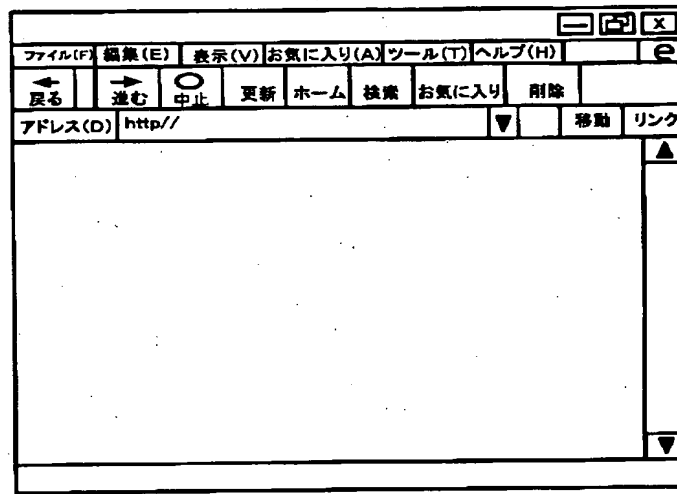 ファイル(F) 編集(E) 表示(V) お気に入り(A) ツール(T) ヘルプ(H) e
戻る 進む 中止 更新 ホーム 検索 お気に入り 削除
アドレス(D) http// 移動 リンク